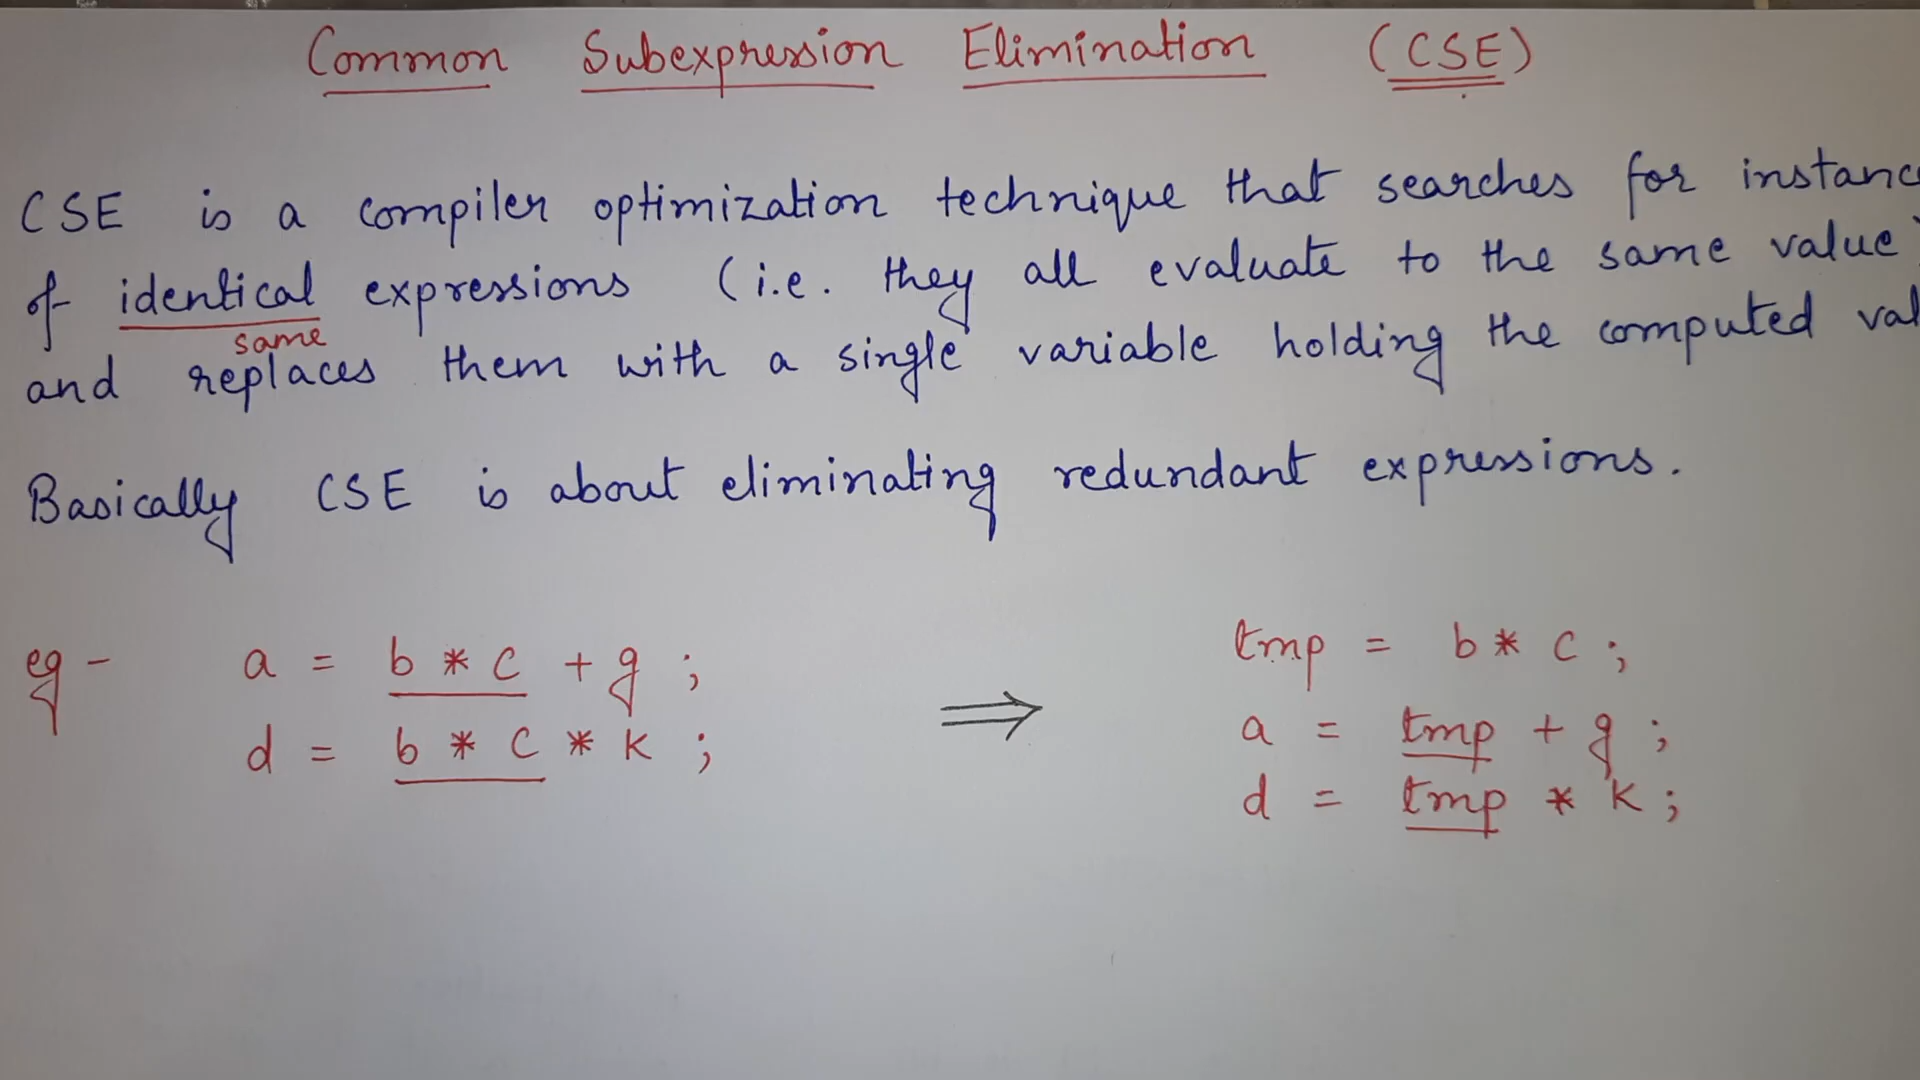 Common Subexpression Elimination (CSE)
CSE is a compiler optimization technique that searches for instanc
of identical expressions (i.e. they all evaluate to the same value)
same
and replaces them with a single variable holding the computed val
Basically CSE is about eliminating redundant expressions.
eg - a = b * c + g ;
d = b * c * k ;
⇒
tmp = b * c ;
a = tmp + g ;
d = tmp * k ;